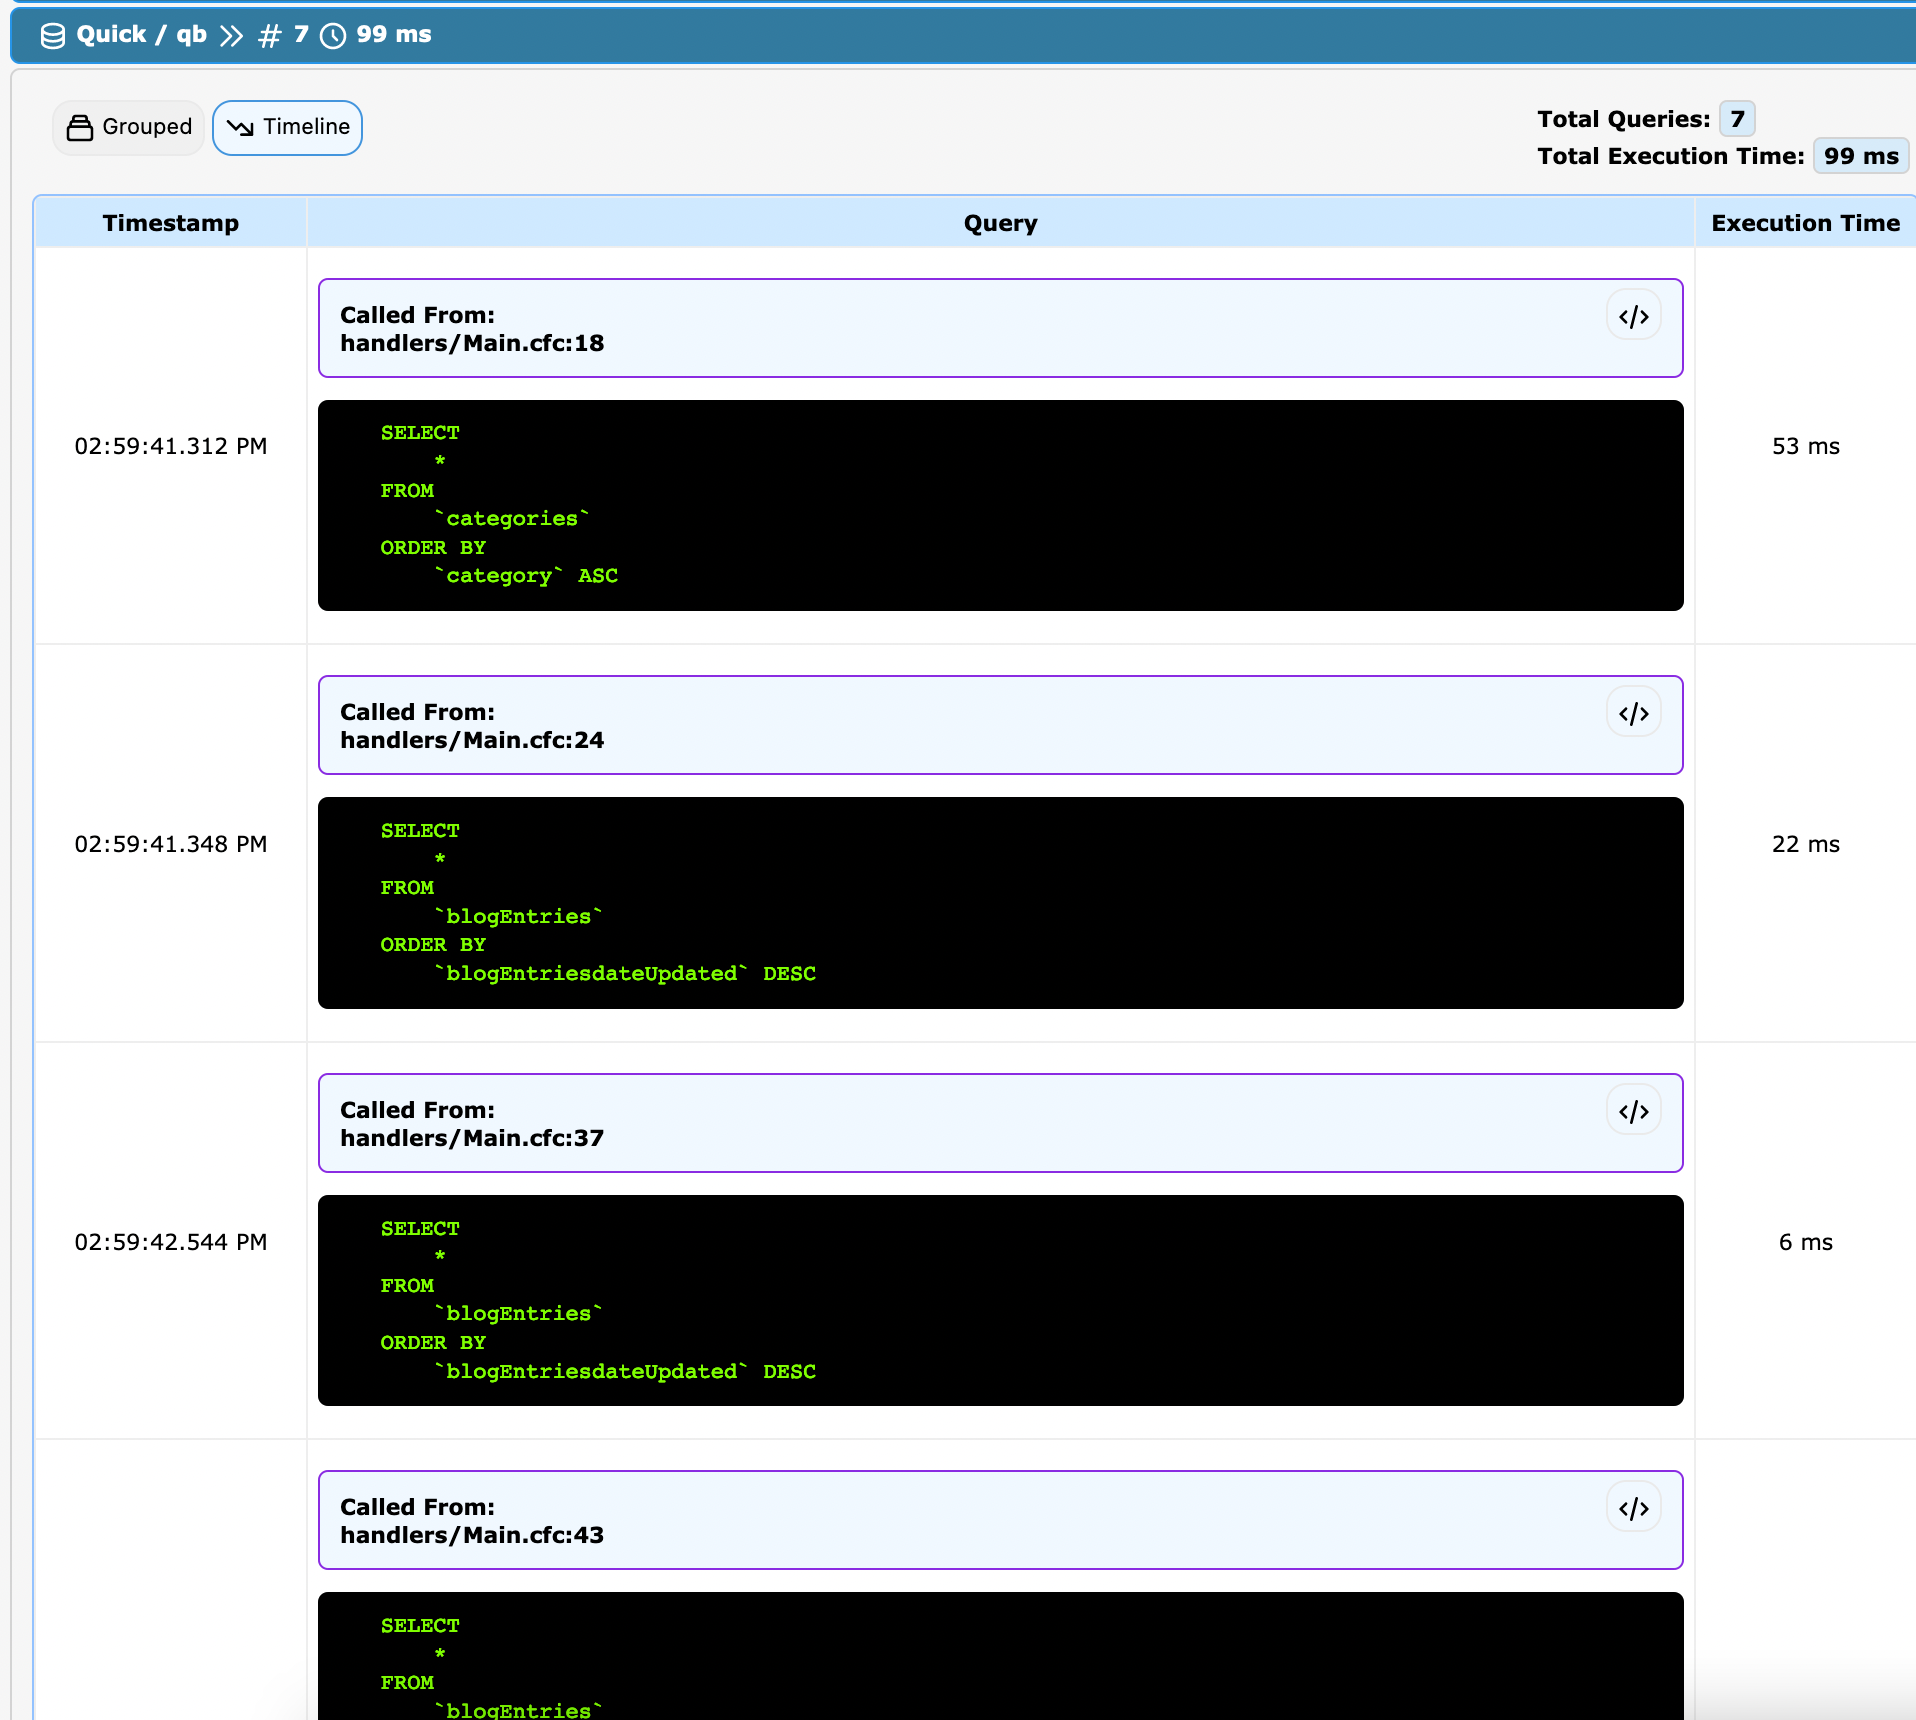 Quick / qb >> # 7 99 ms
Grouped Timeline
Total Queries: 7
Total Execution Time: 99 ms
Timestamp Query Execution Time
Called From:
handlers/Main.cfc:18
</>
02:59:41.312 PM
SELECT
*
FROM
`categories`
ORDER BY
`category` ASC
53 ms
Called From:
handlers/Main.cfc:24
</>
02:59:41.348 PM
SELECT
*
FROM
`blogEntries`
ORDER BY
`blogEntriesdateUpdated` DESC
22 ms
Called From:
handlers/Main.cfc:37
</>
02:59:42.544 PM
SELECT
*
FROM
`blogEntries`
ORDER BY
`blogEntriesdateUpdated` DESC
6 ms
Called From:
handlers/Main.cfc:43
</>
SELECT
*
FROM
`blogEntries`